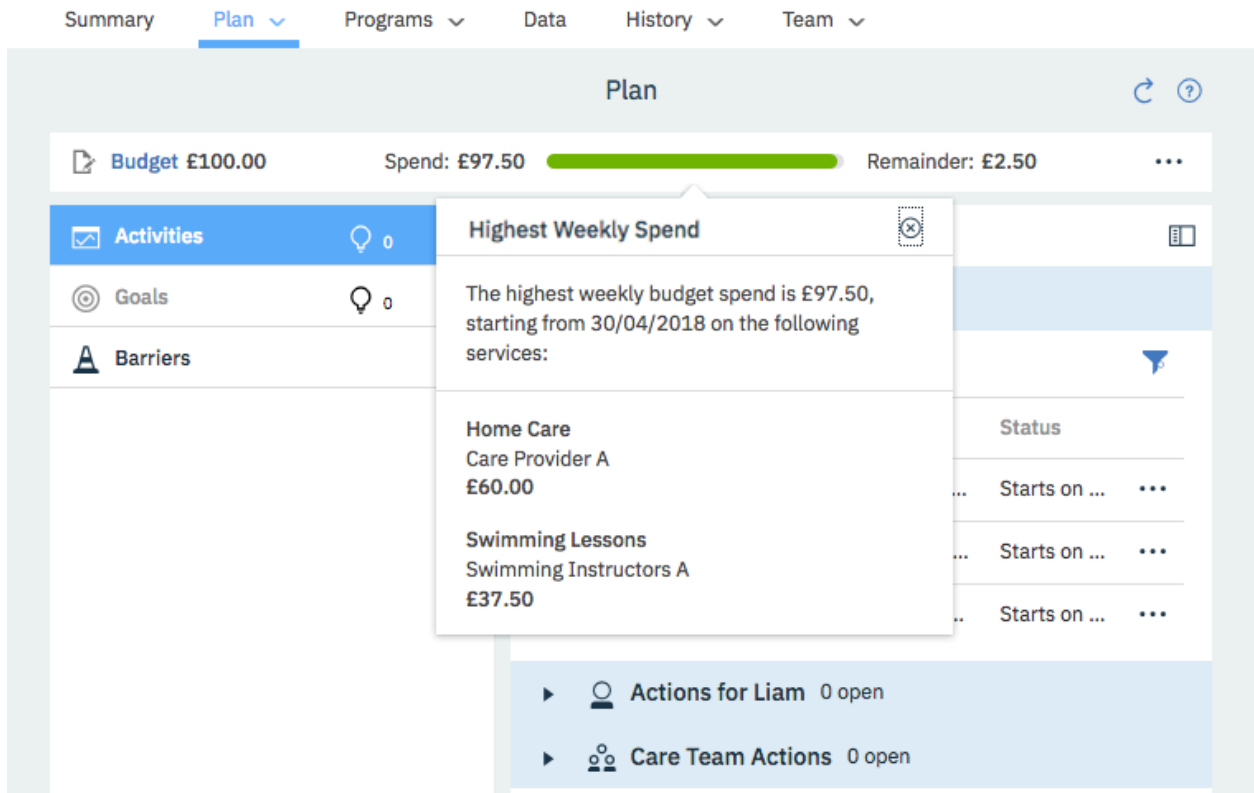 Summary Plan Programs Data History Team
Plan
Budget £100.00 Spend: £97.50 Remainder: £2.50 ...
Activities 0
Goals 0
Barriers
Highest Weekly Spend
The highest weekly budget spend is £97.50,
starting from 30/04/2018 on the following
services:
Home Care
Care Provider A
£60.00
Swimming Lessons
Swimming Instructors A
£37.50
Status
... Starts on ... ...
... Starts on ... ...
.. Starts on ... ...
Actions for Liam 0 open
Care Team Actions 0 open